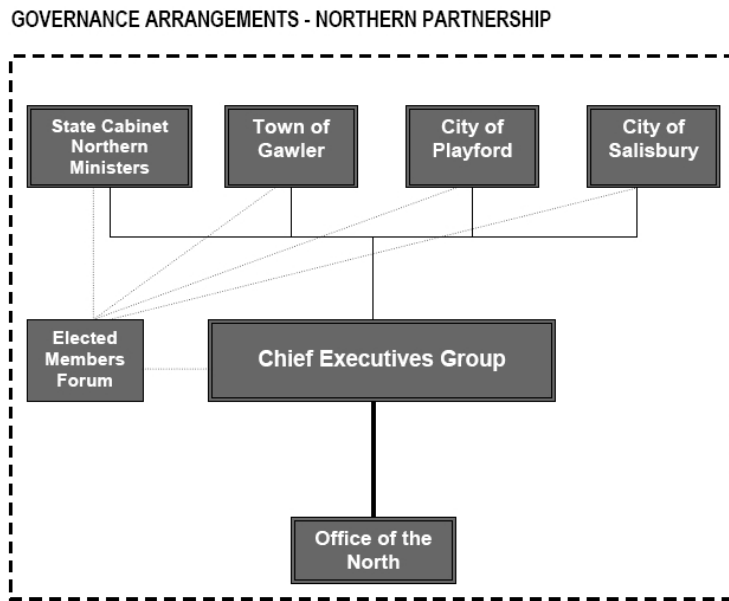 GOVERNANCE ARRANGEMENTS - NORTHERN PARTNERSHIP
State Cabinet
Northern
Ministers
Town of
Gawler
City of
Playford
City of
Salisbury
Elected
Members
Forum
Chief Executives Group
Office of the
North